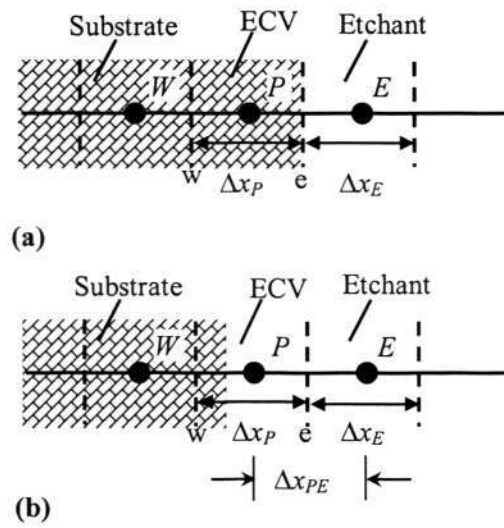 Substrate ECV Etchant
W P E
w Δx_P e Δx_E
(a)
Substrate ECV Etchant
W P E
w Δx_P e Δx_E
Δx_PE
(b)